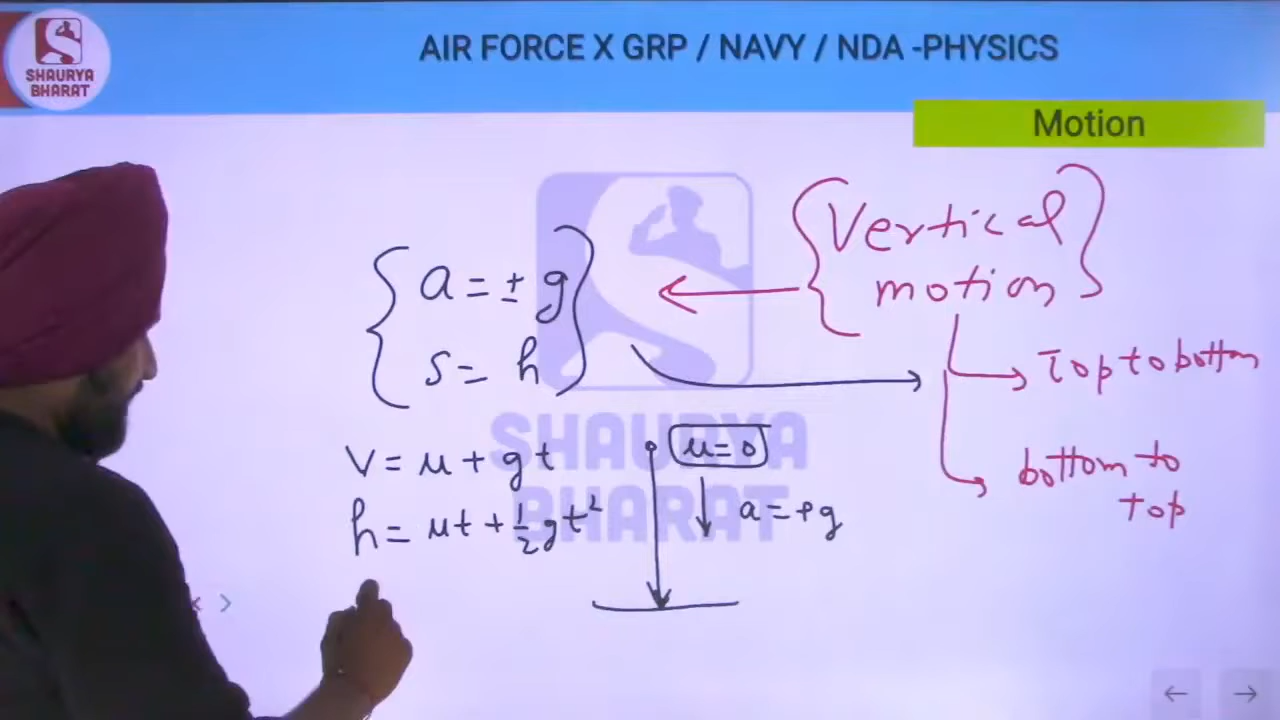 SHAURYA
BHARAT
AIR FORCE X GRP / NAVY / NDA -PHYSICS
Motion
Vertical
motion
a = ± g
s = h
Top to bottom
bottom to
top
SHAURYA
BHARAT
v = u + gt
h = ut + 1/2 gt²
u = 0
a = +g